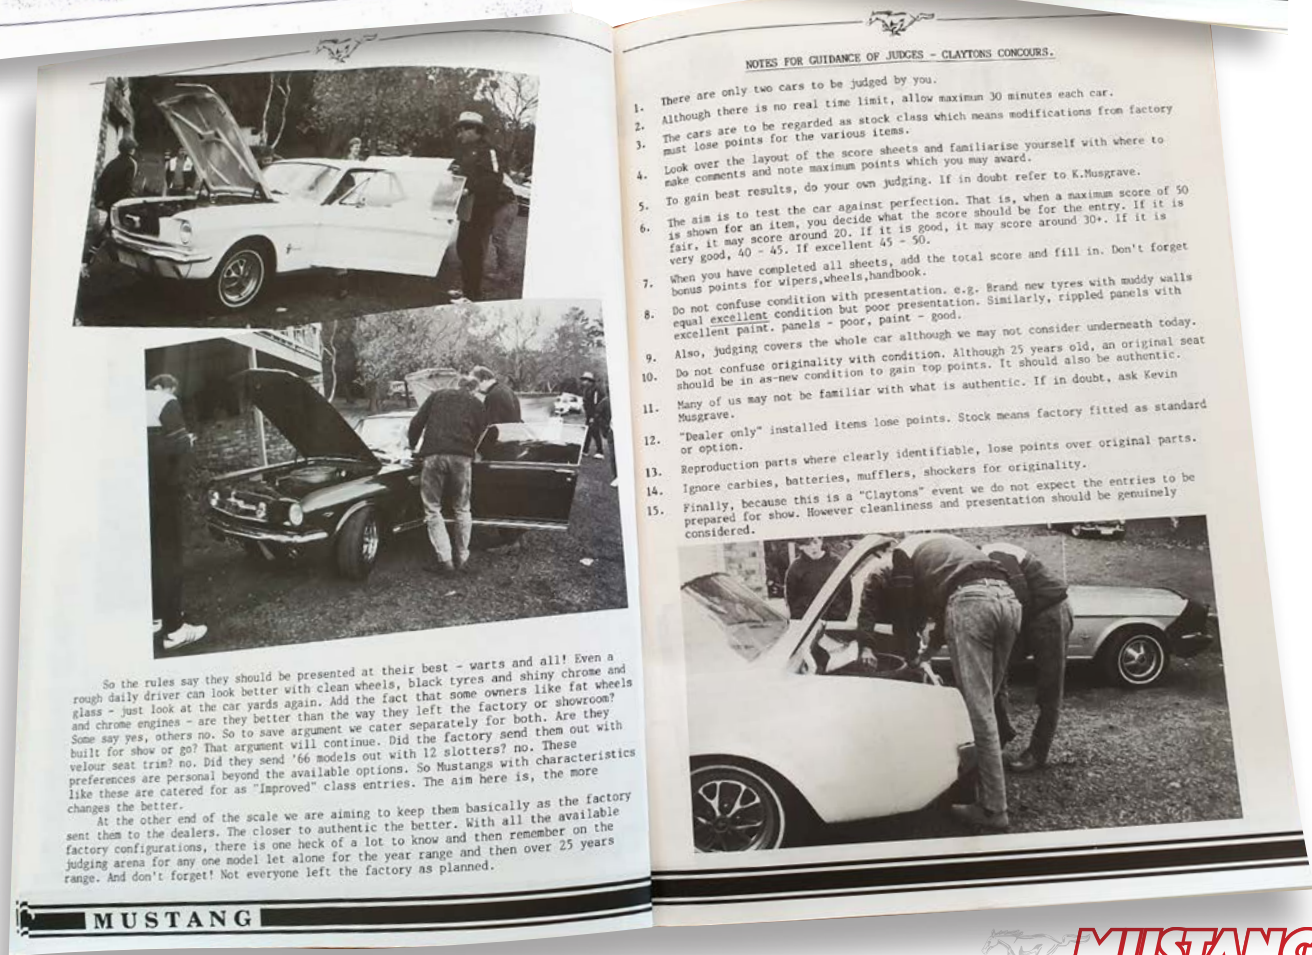 So the rules say they should be presented at their best - warts and all! Even a
rough daily driver can look better with clean wheels, black tyres and shiny chrome and
glass - just look at the car yards again. Add the fact that some owners like fat wheels
and chrome engines - are they better than the way they left the factory or showroom?
Some say yes, others no. So to save argument we cater separately for both. Are they
built for show or go? That argument will continue. Did the factory send them out with
velour seat trim? no. Did they send '66 models out with 12 slotters? no. These
preferences are personal beyond the available options. So Mustangs with characteristics
like these are catered for as "Improved" class entries. The aim here is, the more
changes the better.
At the other end of the scale we are aiming to keep them basically as the factory
sent them to the dealers. The closer to authentic the better. With all the available
factory configurations, there is one heck of a lot to know and then remember on the
judging arena for any one model let alone for the year range and then over 25 years
range. And don't forget! Not everyone left the factory as planned.
MUSTANG
NOTES FOR GUIDANCE OF JUDGES - CLAYTONS CONCOURS.
1. There are only two cars to be judged by you.
2. Although there is no real time limit, allow maximun 30 minutes each car.
3. The cars are to be regarded as stock class which means modifications from factory
must lose points for the various items.
4. Look over the layout of the score sheets and familiarise yourself with where to
make comments and note maximum points which you may award.
5. To gain best results, do your own judging. If in doubt refer to K.Musgrave.
6. The aim is to test the car against perfection. That is, when a maximum score of 50
is shown for an item, you decide what the score should be for the entry. If it is
fair, it may score around 20. If it is good, it may score around 30+. If it is
very good, 40 - 45. If excellent 45 - 50.
7. When you have completed all sheets, add the total score and fill in. Don't forget
bonus points for wipers,wheels,handbook.
8. Do not confuse condition with presentation. e.g. Brand new tyres with muddy walls
equal excellent condition but poor presentation. Similarly, rippled panels with
excellent paint. panels - poor, paint - good.
9. Also, judging covers the whole car although we may not consider underneath today.
10. Do not confuse originality with condition. Although 25 years old, an original seat
should be in as-new condition to gain top points. It should also be authentic.
11. Many of us may not be familiar with what is authentic. If in doubt, ask Kevin
Musgrave.
12. "Dealer only" installed items lose points. Stock means factory fitted as standard
or option.
13. Reproduction parts where clearly identifiable, lose points over original parts.
14. Ignore carbies, batteries, mufflers, shockers for originality.
15. Finally, because this is a "Claytons" event we do not expect the entries to be
prepared for show. However cleanliness and presentation should be genuinely
considered.
MUSTANG